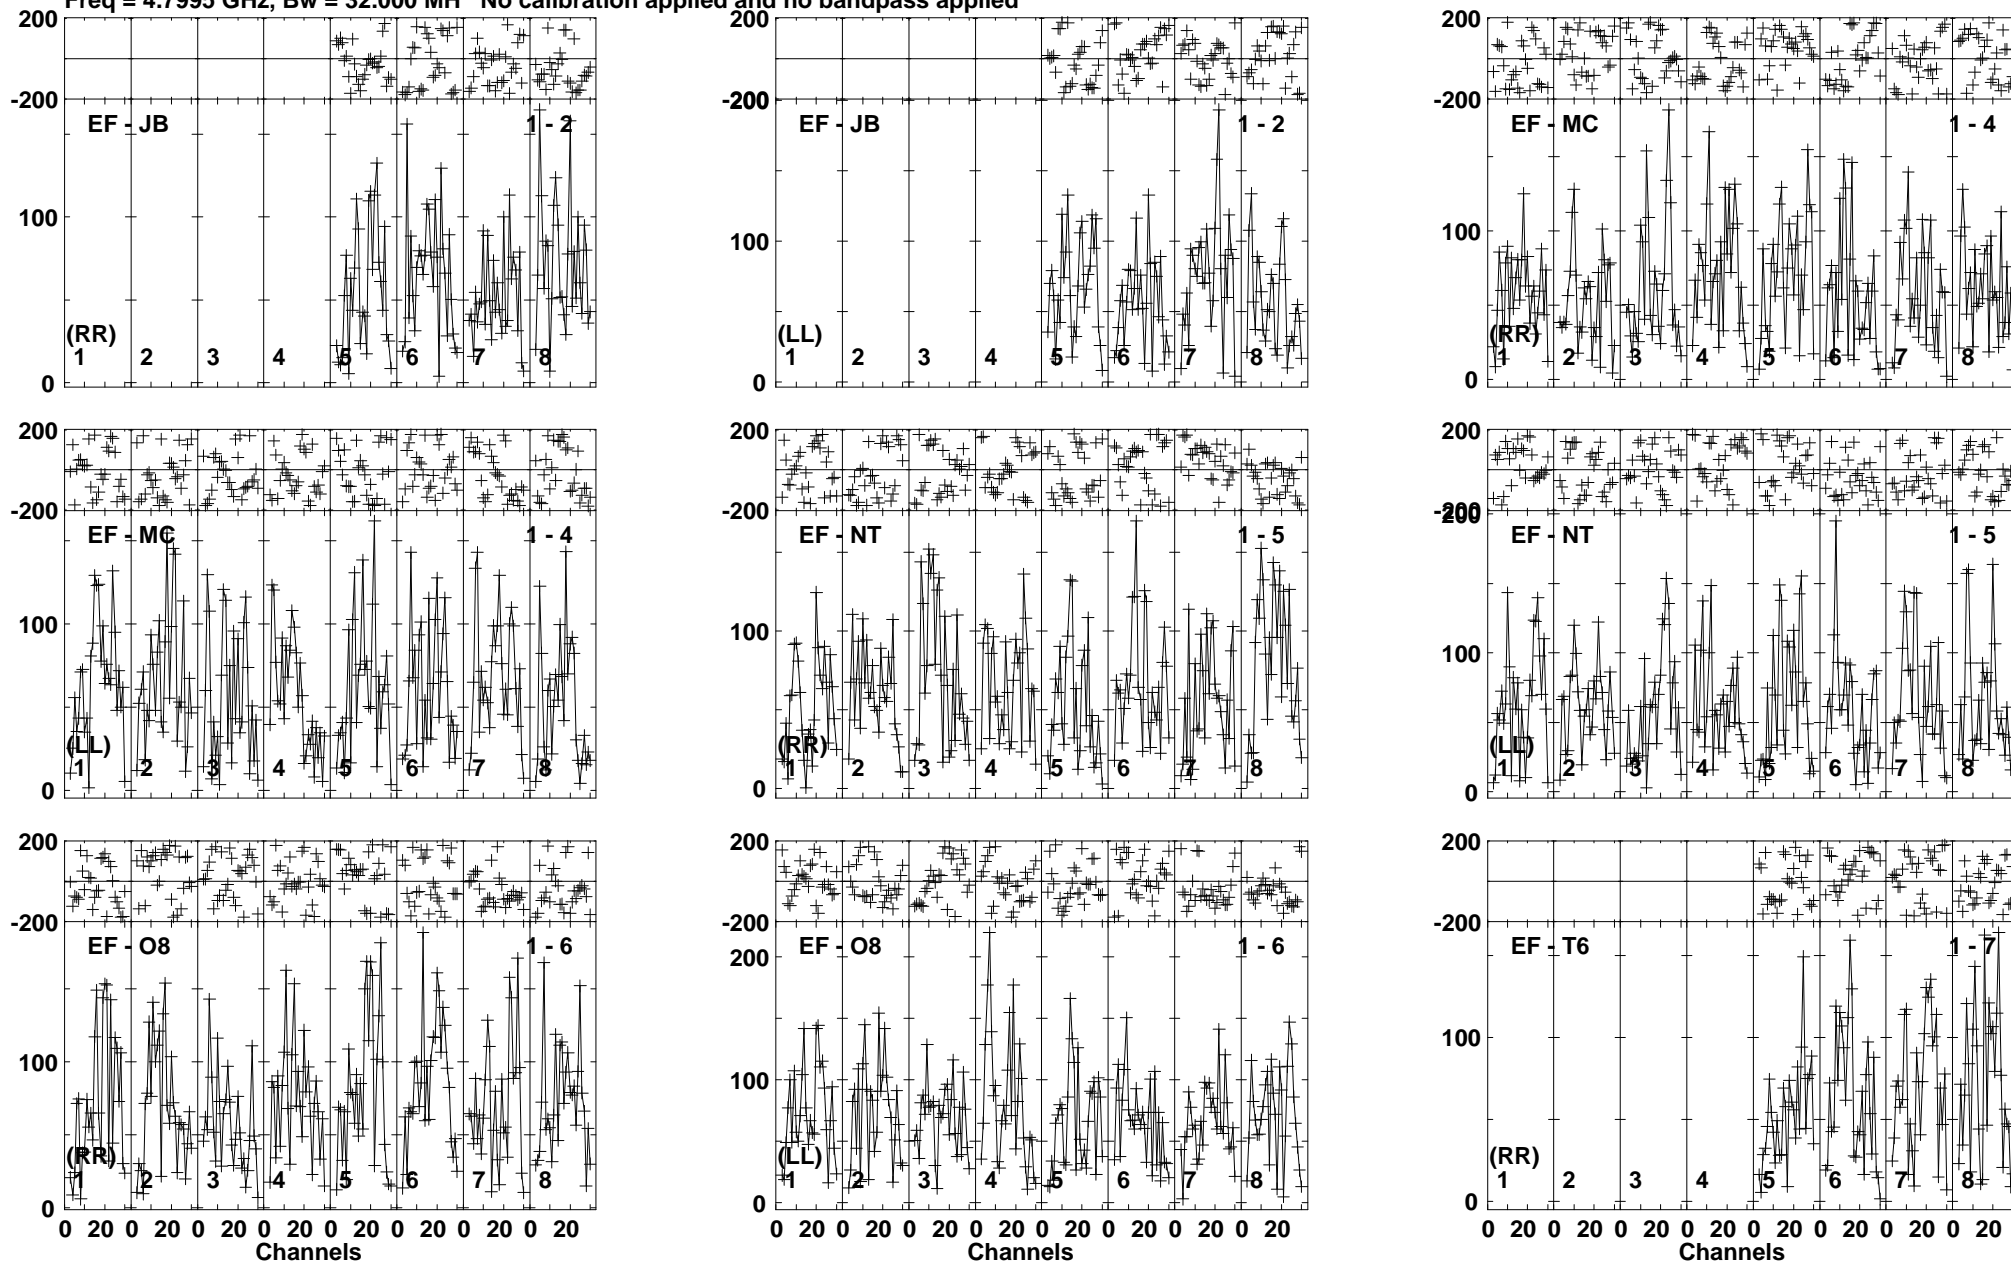 Freq = 4.7995 GHz, Bw = 32.000 MH No calibration applied and no bandpass applied
200 200 200
-200 -200 -200
200
EF - JB 1 - 2 EF - JB 1 - 2 EF - MC 1 - 4
100 100 100
(RR) (LL) (RR)
1 2 3 4 5 6 7 8 1 2 3 4 5 6 7 8 1 2 3 4 5 6 7 8
0 0 0
200 200 200
-200 -200 -200
200
EF - MC 1 - 4 EF - NT 1 - 5 EF - NT 1 - 5
100 100 100
(LL) (RR) (LL)
1 2 3 4 5 6 7 8 1 2 3 4 5 6 7 8 1 2 3 4 5 6 7 8
0 0 0
200 200 200
-200 -200 -200
EF - O8 1 - 6 EF - O8 1 - 6 EF - T6 1 - 7
200
100 100 100
(RR) (LL) (RR)
1 2 3 4 5 6 7 8 1 2 3 4 5 6 7 8 1 2 3 4 5 6 7 8
0 0 0
0 20 0 20 0 20 0 20 0 20 0 20 0 20 0 20 0 20 0 20 0 20 0 20 0 20 0 20 0 20 0 20 0 20 0 20 0 20 0 20 0 20 0 20 0 20 0 20
Channels Channels Channels